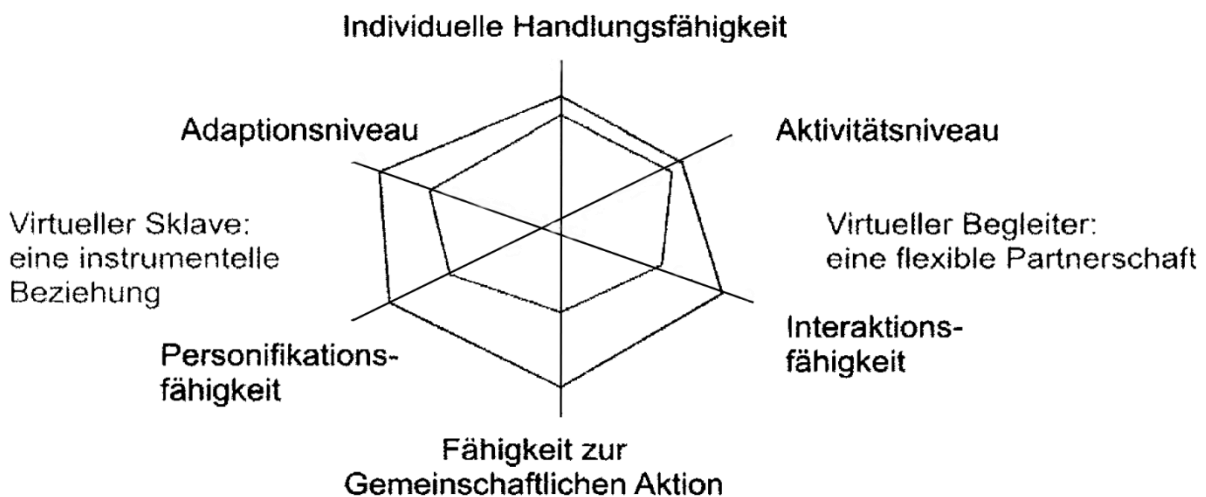 Individuelle Handlungsfähigkeit
Adaptionsniveau
Aktivitätsniveau
Virtueller Sklave:
eine instrumentelle
Beziehung
Virtueller Begleiter:
eine flexible Partnerschaft
Personifikations-
fähigkeit
Interaktions-
fähigkeit
Fähigkeit zur
Gemeinschaftlichen Aktion